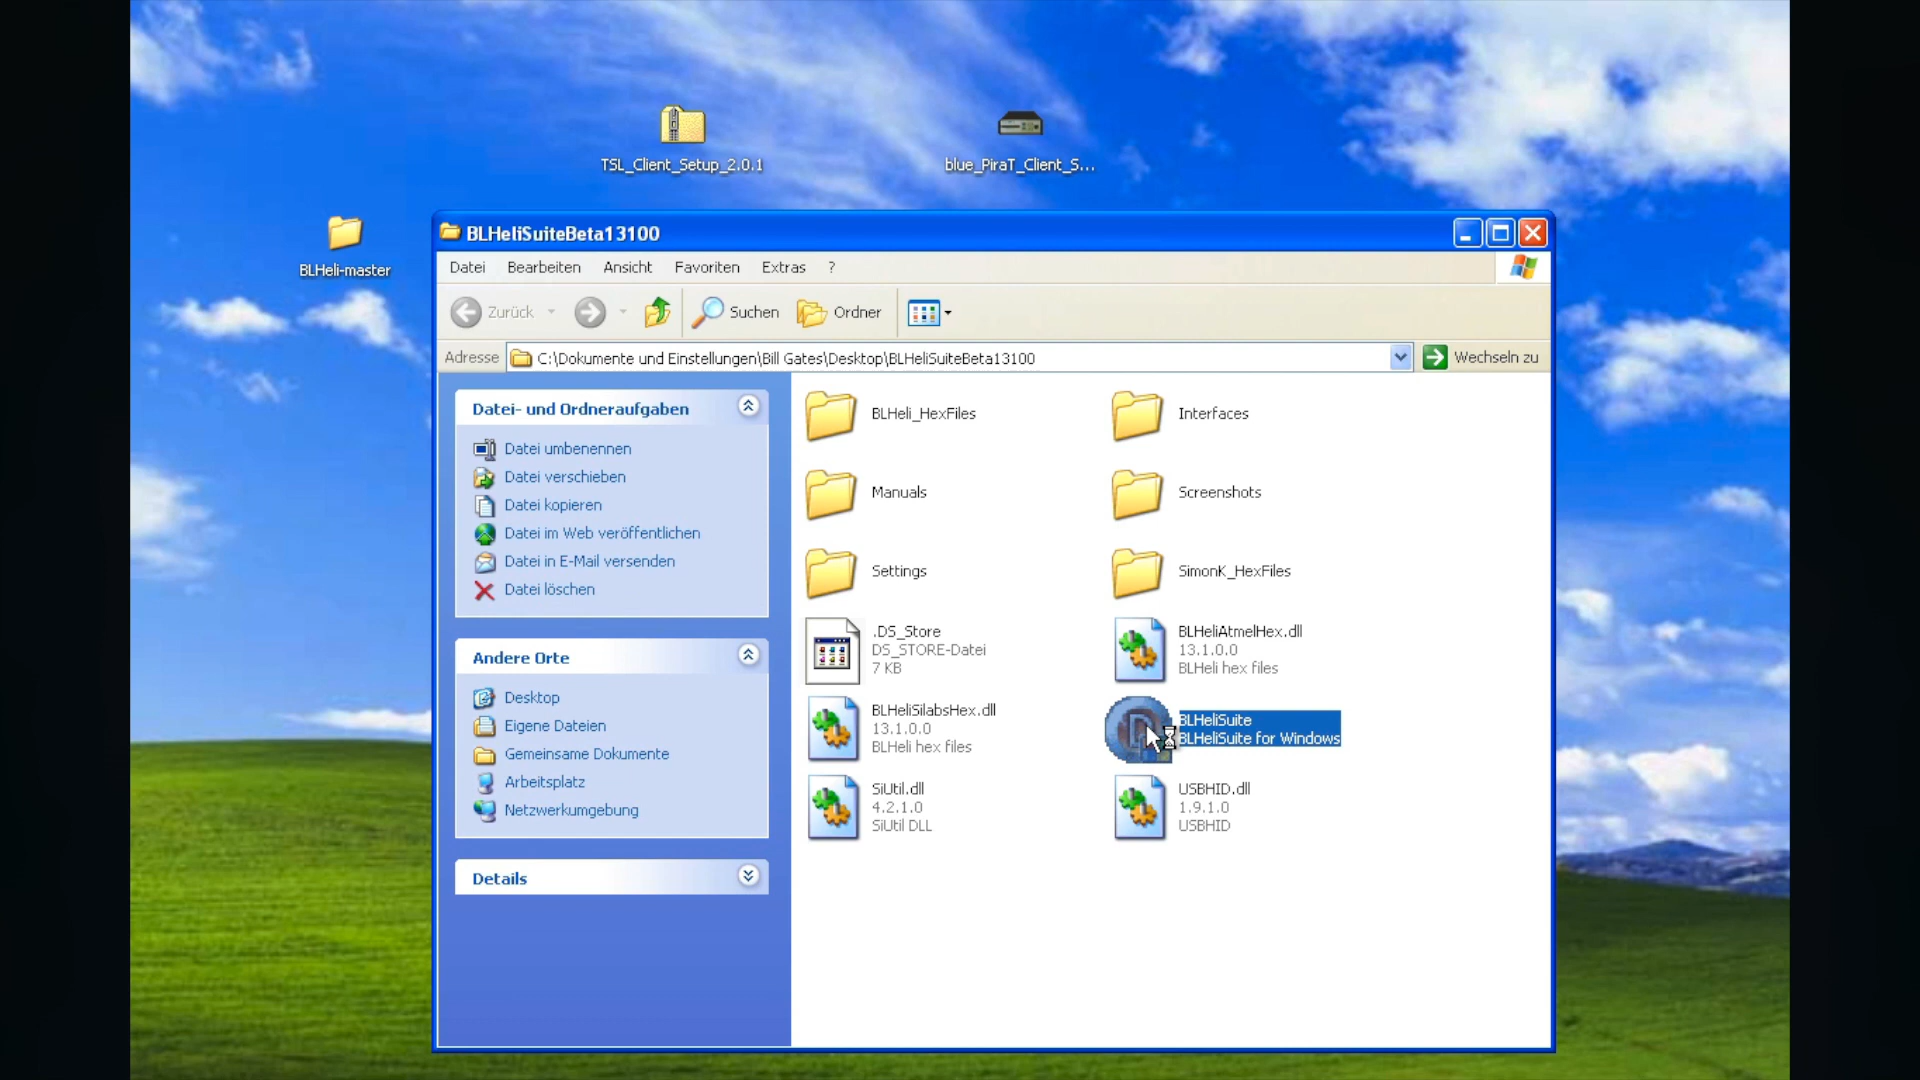 TSL_Client_Setup_2.0.1
blue_PiraT_Client_S...
BLHeli-master
BLHeliSuiteBeta13100
Datei Bearbeiten Ansicht Favoriten Extras ?
Zurück Suchen Ordner
Adresse C:\Dokumente und Einstellungen\Bill Gates\Desktop\BLHeliSuiteBeta13100 Wechseln zu
Datei- und Ordneraufgaben
Datei umbenennen
Datei verschieben
Datei kopieren
Datei im Web veröffentlichen
Datei in E-Mail versenden
Datei löschen
Andere Orte
Desktop
Eigene Dateien
Gemeinsame Dokumente
Arbeitsplatz
Netzwerkumgebung
Details
BLHeli_HexFiles
Interfaces
Manuals
Screenshots
Settings
SimonK_HexFiles
.DS_Store
DS_STORE-Datei
7 KB
BLHeliAtmelHex.dll
13.1.0.0
BLHeli hex files
BLHeliSilabsHex.dll
13.1.0.0
BLHeli hex files
BLHeliSuite
BLHeliSuite for Windows
SiUtil.dll
4.2.1.0
SiUtil DLL
USBHID.dll
1.9.1.0
USBHID